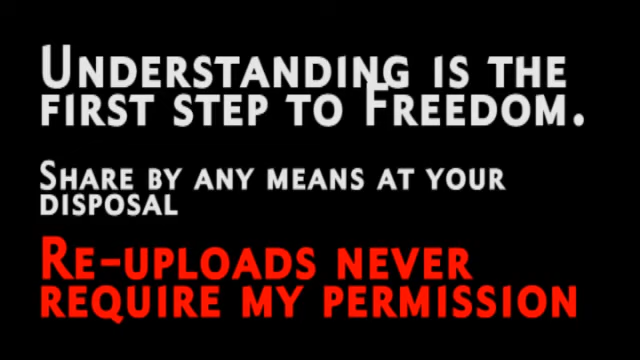 Understanding is the
first step to Freedom.
Share by any means at your
disposal
Re-uploads never
require my permission